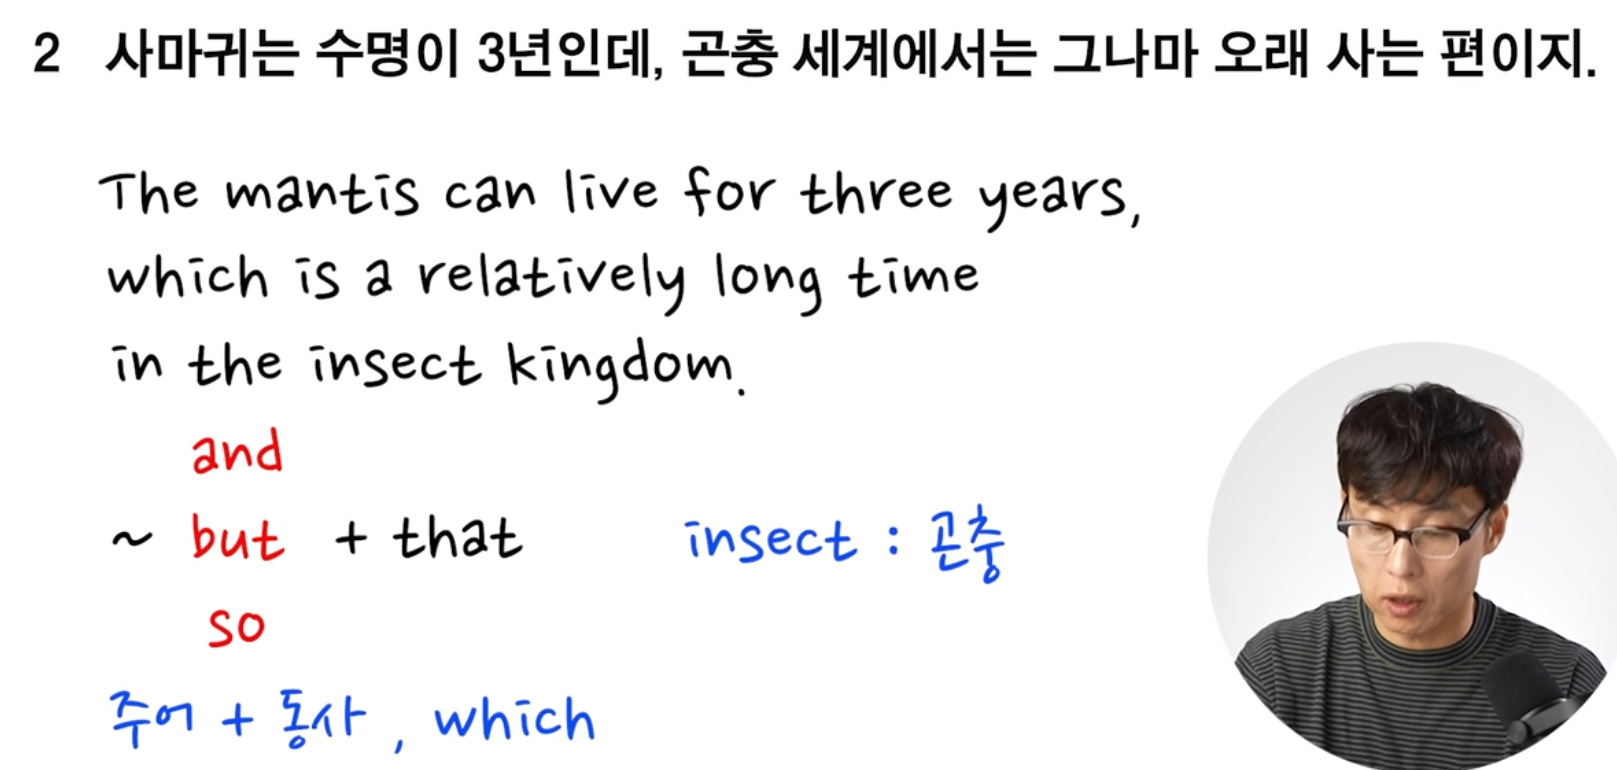 2 사마귀는 수명이 3년인데, 곤충 세계에서는 그나마 오래 사는 편이지.
The mantis can live for three years,
which is a relatively long time
in the insect kingdom.
and
~ but + that
so
insect : 곤충
주어 + 동사 , which